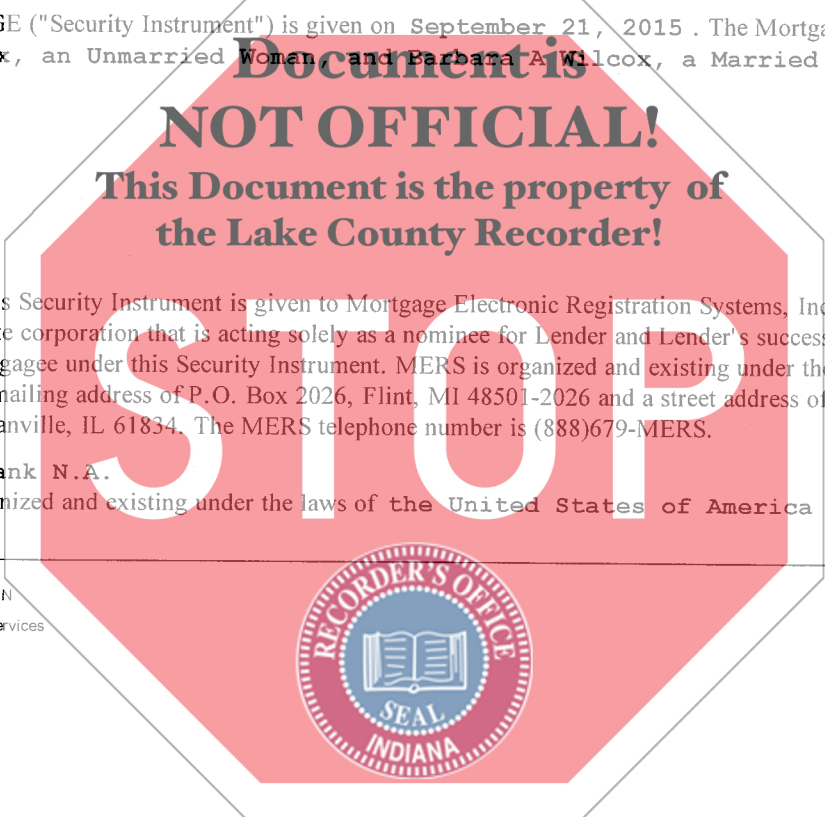 GE ("Security Instrument") is given on September 21, 2015 . The Mortga
x, an Unmarried Woman, and Barbara A Wilcox, a Married
Document is
NOT OFFICIAL!
This Document is the property of
the Lake County Recorder!
s Security Instrument is given to Mortgage Electronic Registration Systems, Inc
te corporation that is acting solely as a nominee for Lender and Lender's success
gagee under this Security Instrument. MERS is organized and existing under the
nailing address of P.O. Box 2026, Flint, MI 48501-2026 and a street address of
anville, IL 61834. The MERS telephone number is (888)679-MERS.
STOP
ank N.A.
nized and existing under the laws of the United States of America
N
ervices
RECORDER'S OFFICE
SEAL
INDIANA